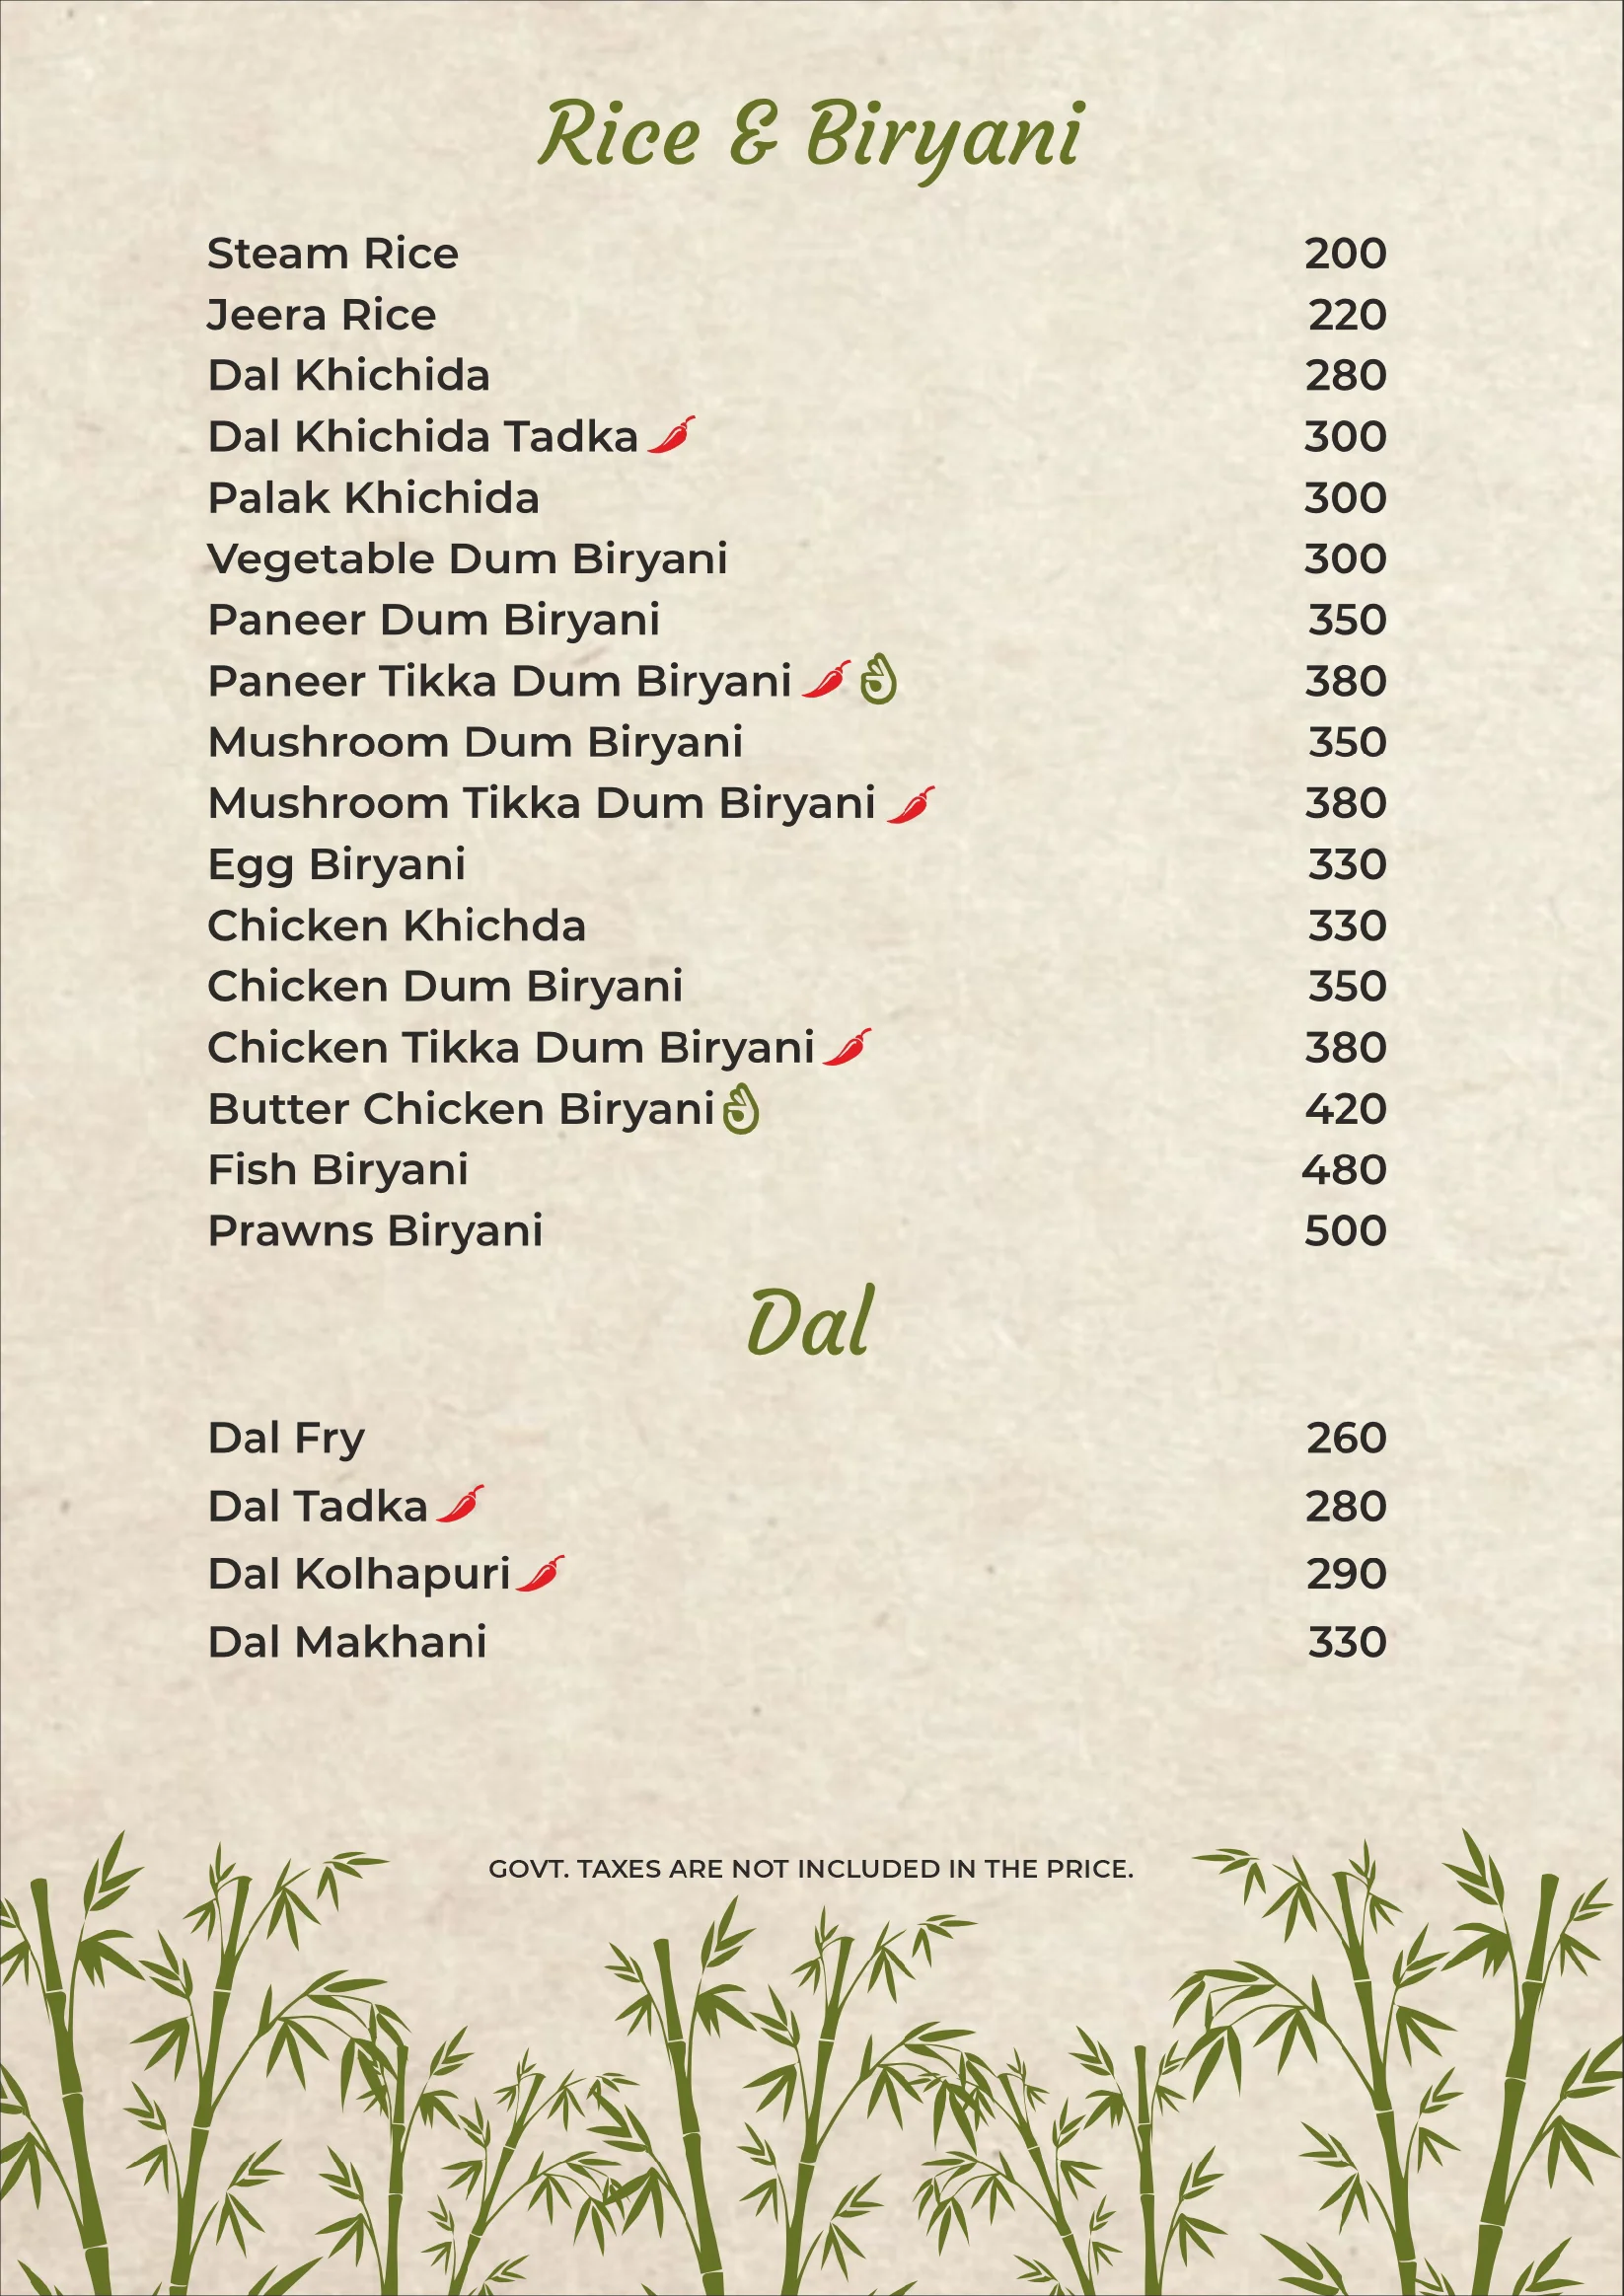 Rice & Biryani
Steam Rice 200
Jeera Rice 220
Dal Khichida 280
Dal Khichida Tadka 300
Palak Khichida 300
Vegetable Dum Biryani 300
Paneer Dum Biryani 350
Paneer Tikka Dum Biryani 380
Mushroom Dum Biryani 350
Mushroom Tikka Dum Biryani 380
Egg Biryani 330
Chicken Khichda 330
Chicken Dum Biryani 350
Chicken Tikka Dum Biryani 380
Butter Chicken Biryani 420
Fish Biryani 480
Prawns Biryani 500
Dal
Dal Fry 260
Dal Tadka 280
Dal Kolhapuri 290
Dal Makhani 330
GOVT. TAXES ARE NOT INCLUDED IN THE PRICE.